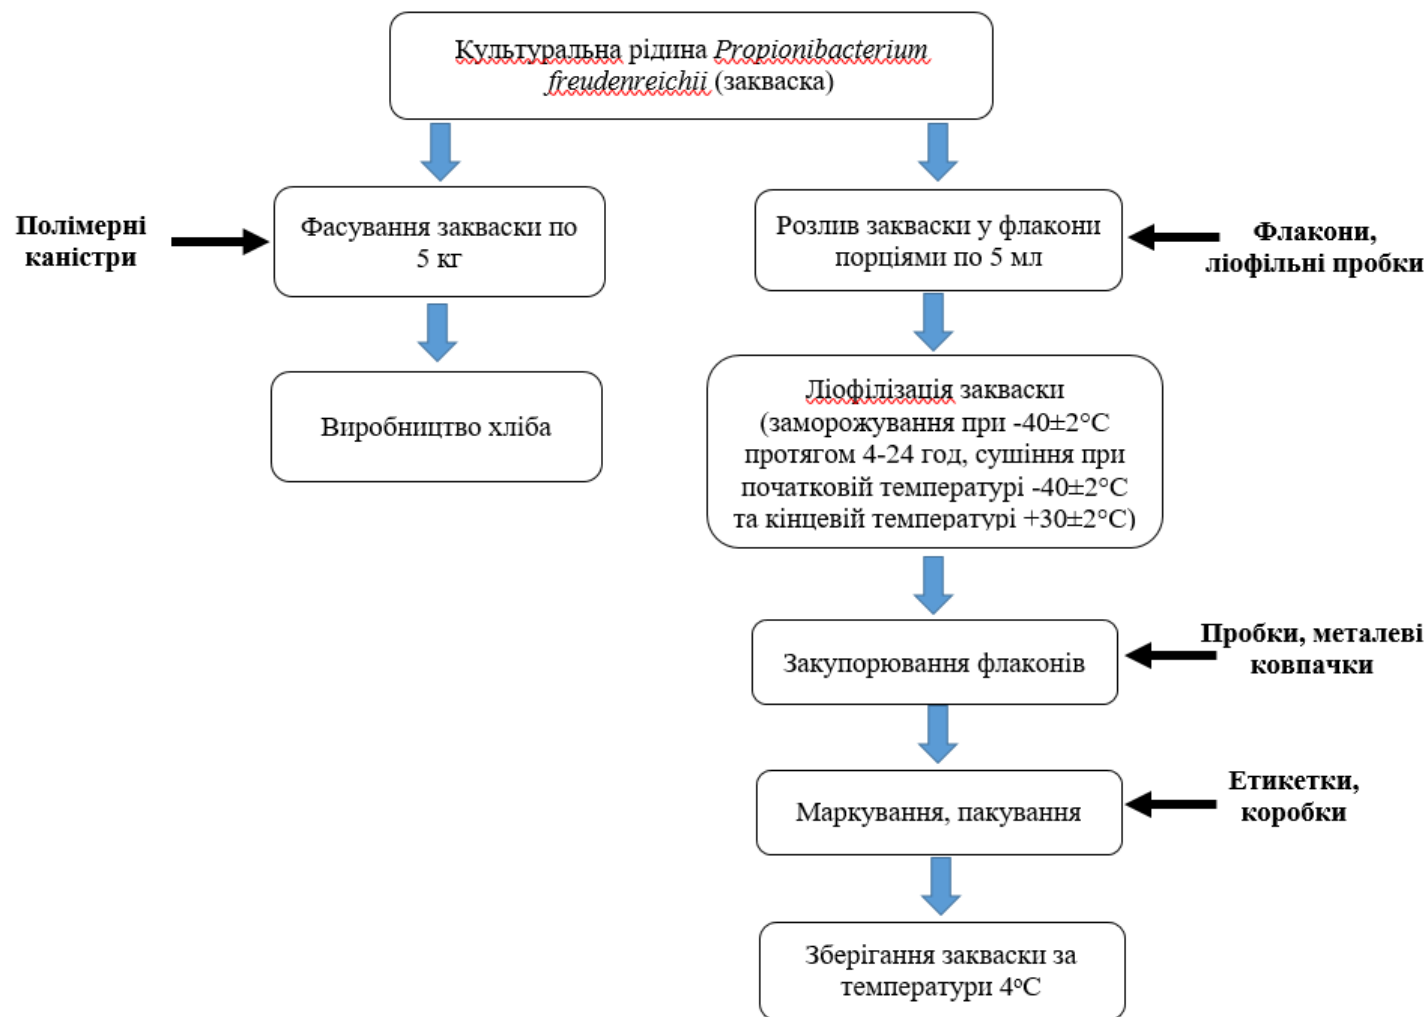 Культуральна рідина Propionibacterium
freudenreichii (закваска)
Полімерні
каністри
Фасування закваски по
5 кг
Розлив закваски у флакони
порціями по 5 мл
Флакони,
ліофільні пробки
Виробництво хліба
Ліофілізація закваски
(заморожування при -40±2°C
протягом 4-24 год, сушіння при
початковій температурі -40±2°C
та кінцевій температурі +30±2°C)
Закупорювання флаконів
Пробки, металеві
ковпачки
Маркування, пакування
Етикетки,
коробки
Зберігання закваски за
температури 4°C